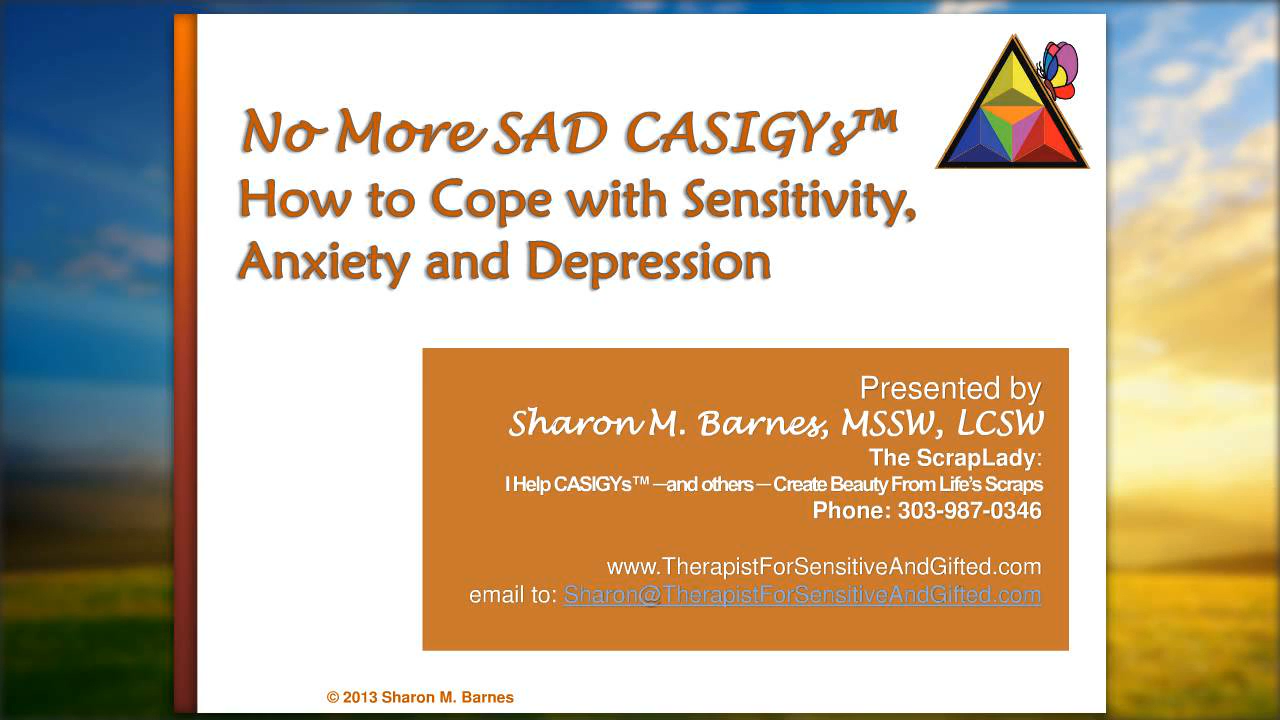 No More SAD CASIGYs™
How to Cope with Sensitivity,
Anxiety and Depression
Presented by
Sharon M. Barnes, MSSW, LCSW
The ScrapLady:
I Help CASIGYs™ —and others — Create Beauty From Life’s Scraps
Phone: 303-987-0346
www.TherapistForSensitiveAndGifted.com
email to: Sharon@TherapistForSensitiveAndGifted.com
© 2013 Sharon M. Barnes